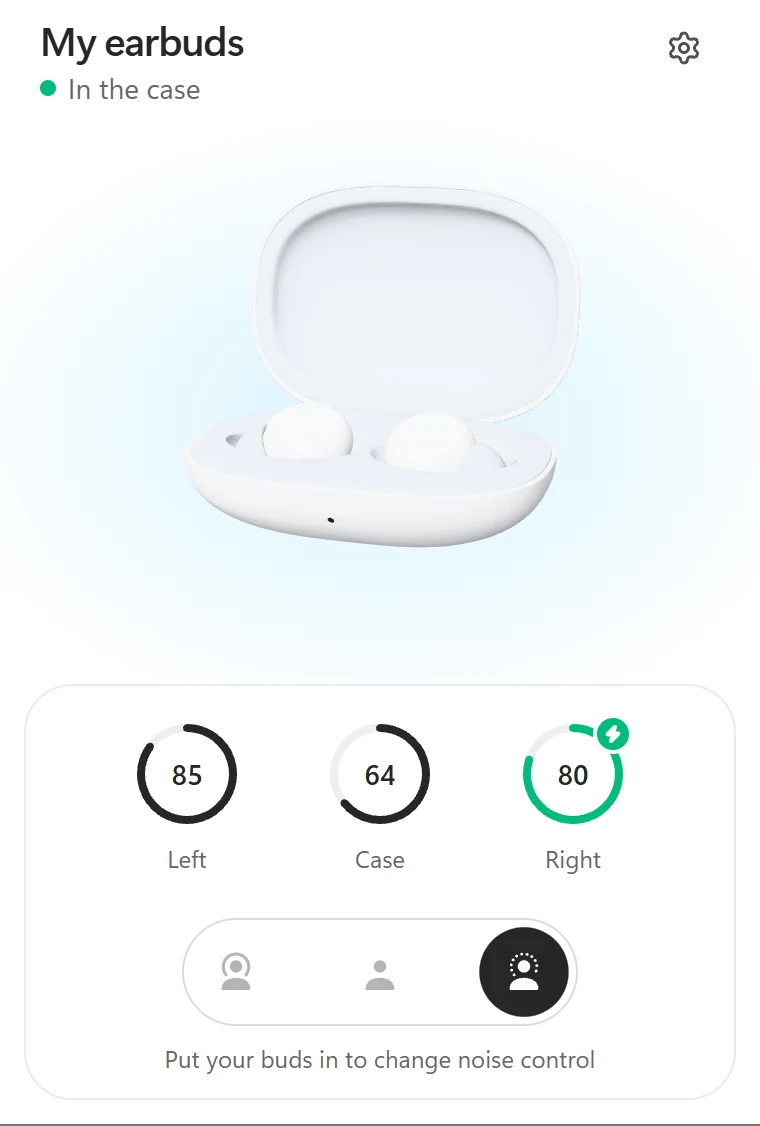 My earbuds
In the case
85
64
80
Left
Case
Right
Put your buds in to change noise control